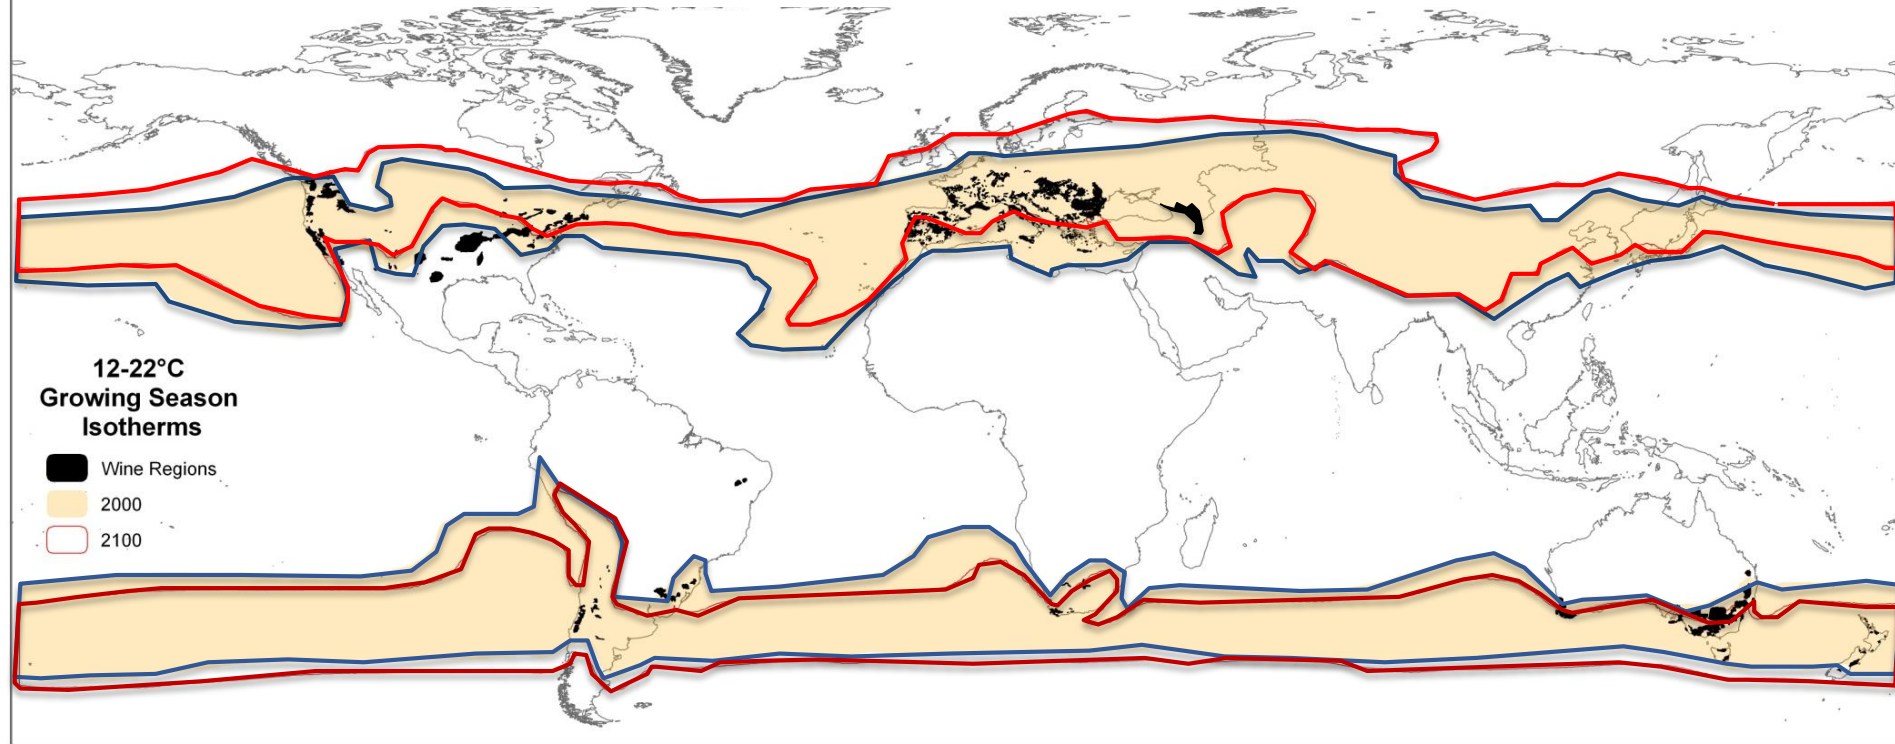 12-22°C
Growing Season
Isotherms
Wine Regions
2000
2100